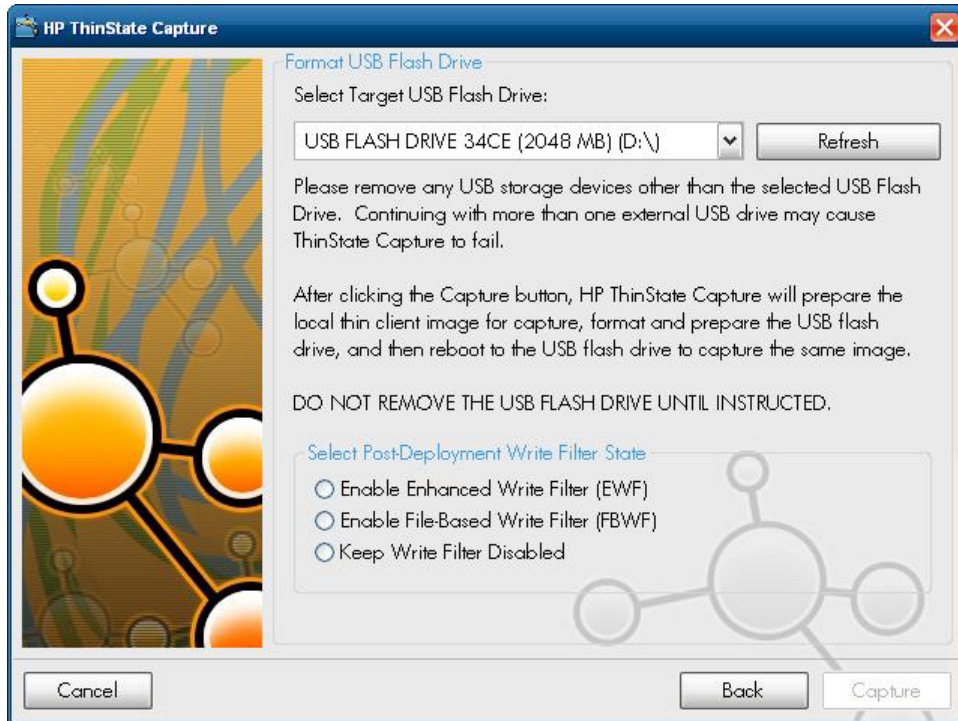 HP ThinState Capture
Format USB Flash Drive
Select Target USB Flash Drive:
USB FLASH DRIVE 34CE (2048 MB) (D:\)
Refresh
Please remove any USB storage devices other than the selected USB Flash
Drive. Continuing with more than one external USB drive may cause
ThinState Capture to fail.
After clicking the Capture button, HP ThinState Capture will prepare the
local thin client image for capture, format and prepare the USB flash
drive, and then reboot to the USB flash drive to capture the same image.
DO NOT REMOVE THE USB FLASH DRIVE UNTIL INSTRUCTED.
Select Post-Deployment Write Filter State
Enable Enhanced Write Filter (EWF)
Enable File-Based Write Filter (FBWF)
Keep Write Filter Disabled
Cancel
Back
Capture